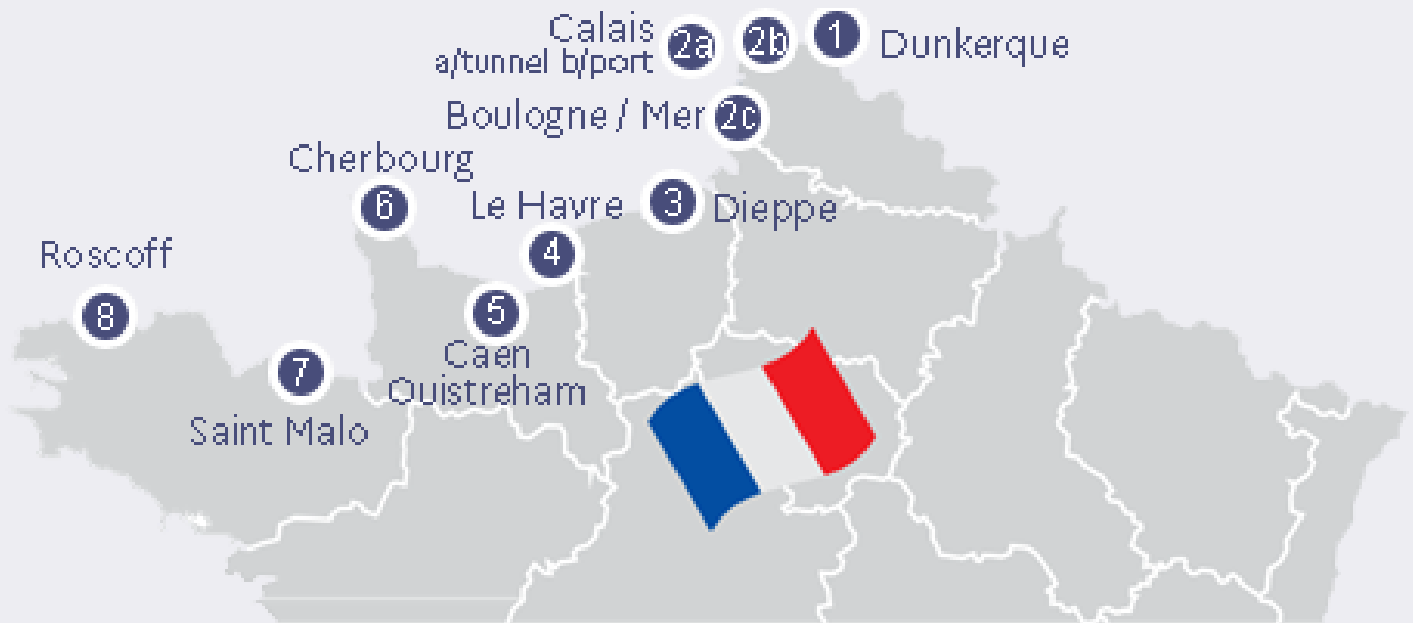 Calais
a/tunnel b/port
2a
2b
1
Dunkerque
Boulogne / Mer
2c
Cherbourg
6
Le Havre
3
Dieppe
4
Roscoff
8
5
Caen
Ouistreham
7
Saint Malo